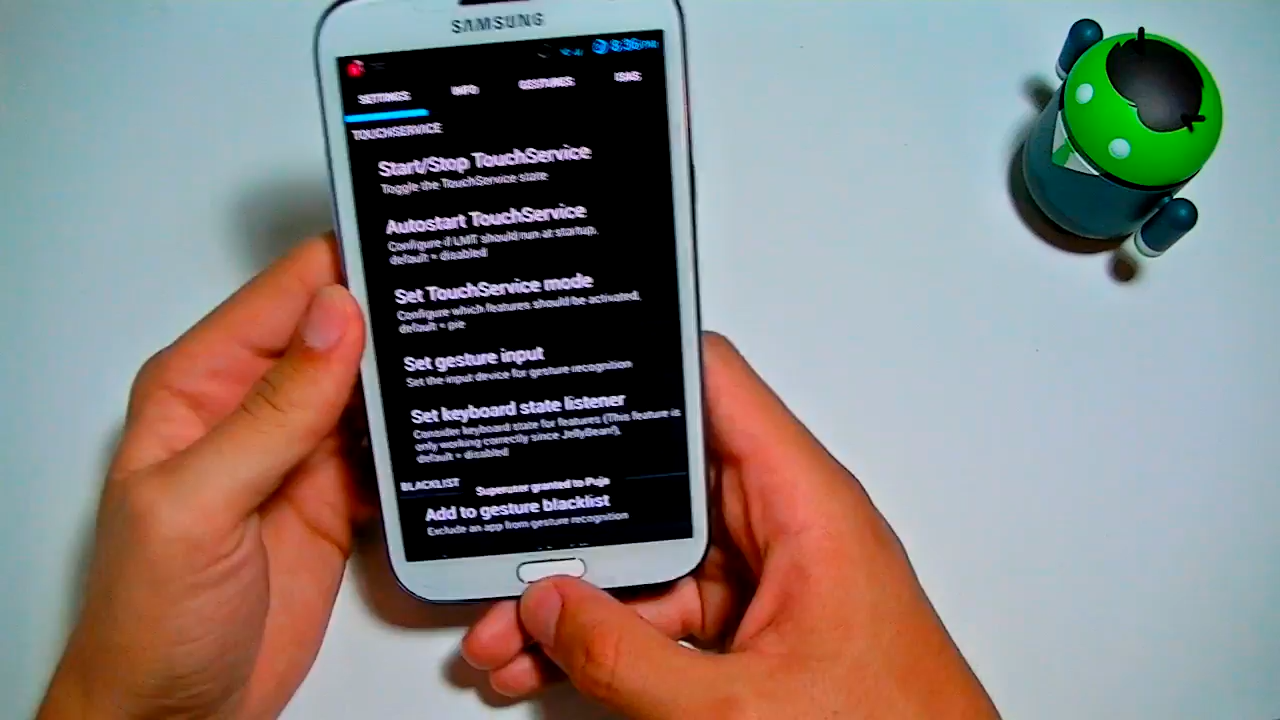 SAMSUNG
8:36PM
SETTINGS INFO GESTURES ISAS
TOUCHSERVICE
Start/Stop TouchService
Toggle the TouchService state
Autostart TouchService
Configure if LMT should run at startup,
default = disabled
Set TouchService mode
Configure which features should be activated,
default = pie
Set gesture input
Set the input device for gesture recognition
Set keyboard state listener
Consider keyboard state for features (This feature is
only working correctly since JellyBean!),
default = disabled
BLACKLIST
Superuser granted to Puja
Add to gesture blacklist
Exclude an app from gesture recognition